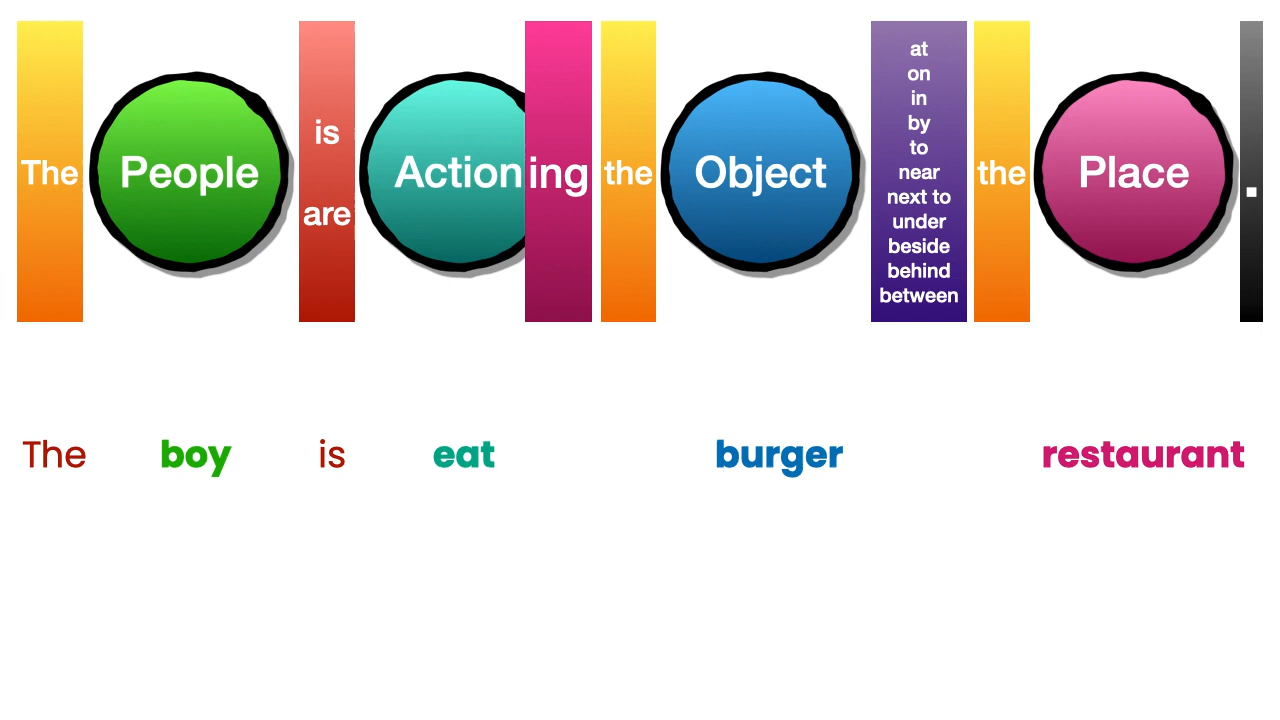 The People is are Action ing the Object at on in by to near next to under beside behind between the Place .
The boy is eat burger restaurant